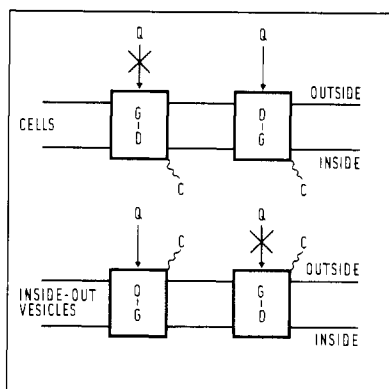 Q Q
OUTSIDE
G D
CELLS
D G
INSIDE
C C
Q C Q C
OUTSIDE
D G
INSIDE-OUT
VESICLES
G D
INSIDE